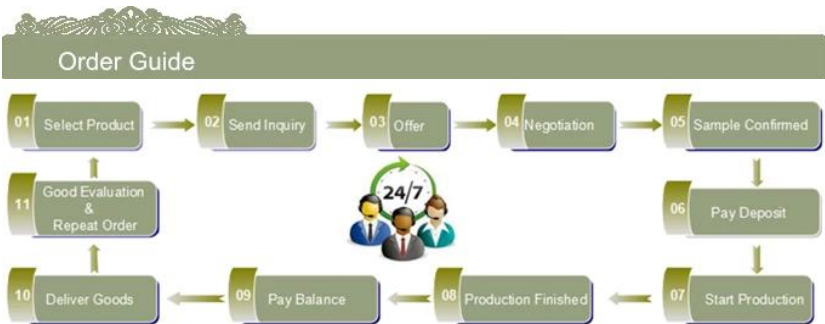 Order Guide
01 Select Product
02 Send Inquiry
03 Offer
04 Negotiation
05 Sample Confirmed
24/7
11 Good Evaluation
&
Repeat Order
06 Pay Deposit
10 Deliver Goods
09 Pay Balance
08 Production Finished
07 Start Production